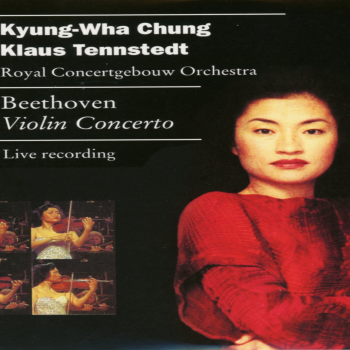 Kyung-Wha Chung
Klaus Tennstedt
Royal Concertgebouw Orchestra
Beethoven
Violin Concerto
Live recording